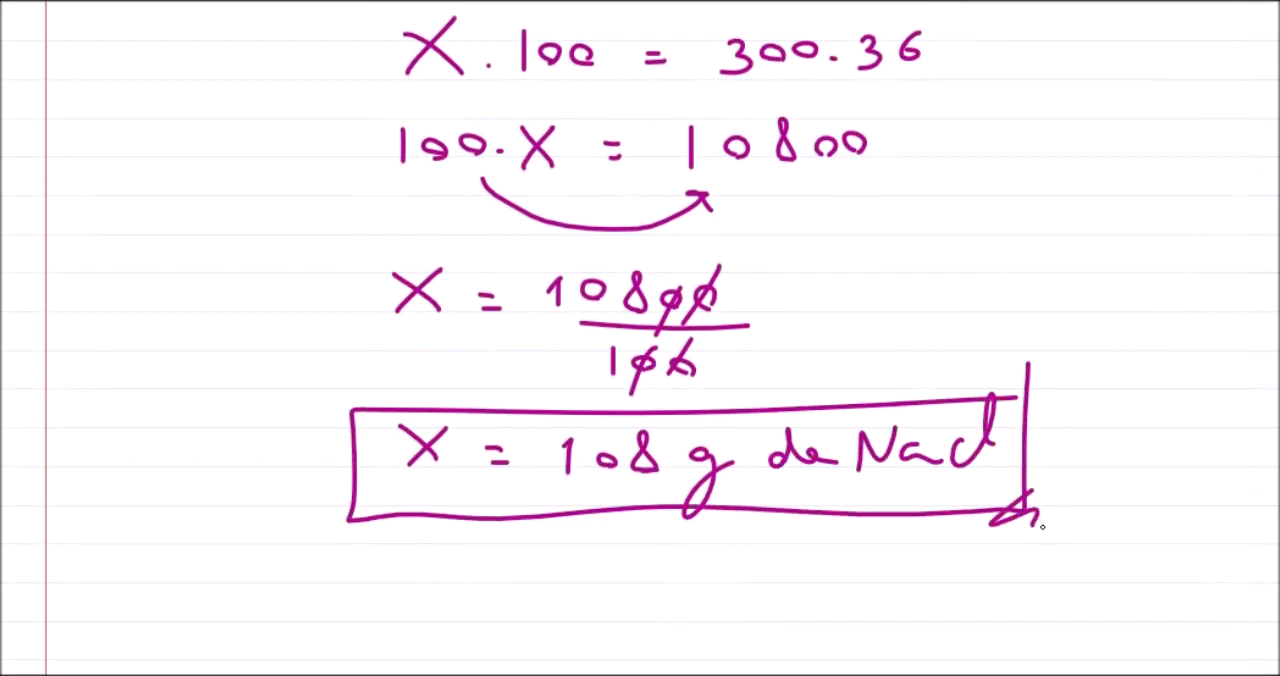 X . 100 = 300.36
100.X = 10800
X = 10800
100
X = 108 g de Nacl